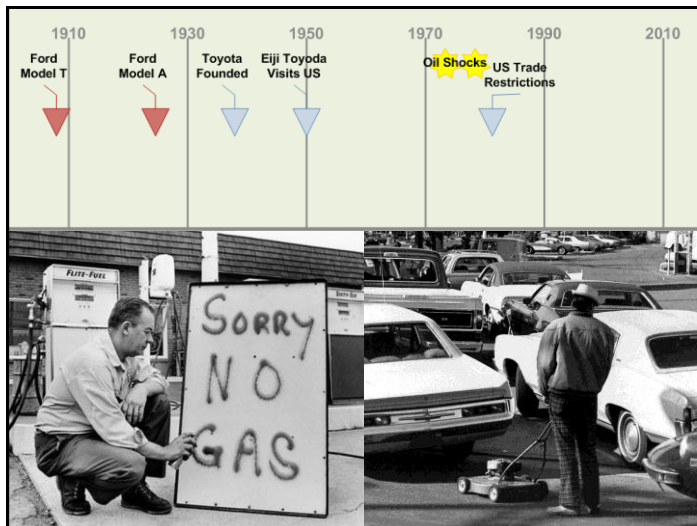 1910 1930 1950 1970 1990 2010
Ford
Model T
Ford
Model A
Toyota
Founded
Eiji Toyoda
Visits US
Oil Shocks
US Trade
Restrictions
FLITE-FUEL
SORRY
NO
GAS